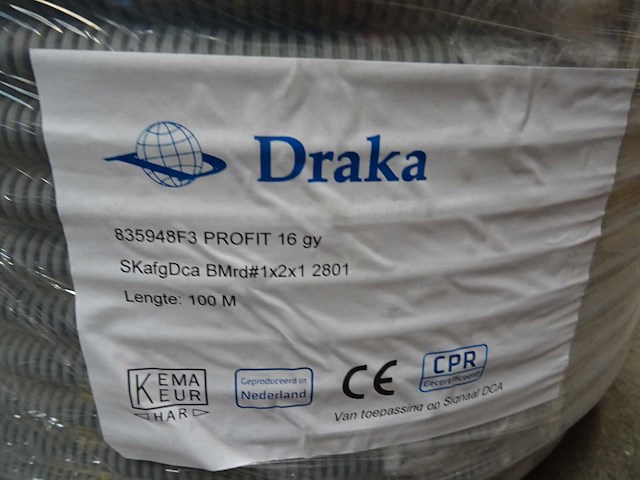 Draka
835948F3 PROFIT 16 gy
SKafgDca BMrd#1x2x1 2801
Lengte: 100 M
KEMA
KEUR
HAR
Geproduceerd in
Nederland
CE
CPR
Gecertificeerd
Van toepassing op Signaal DCA